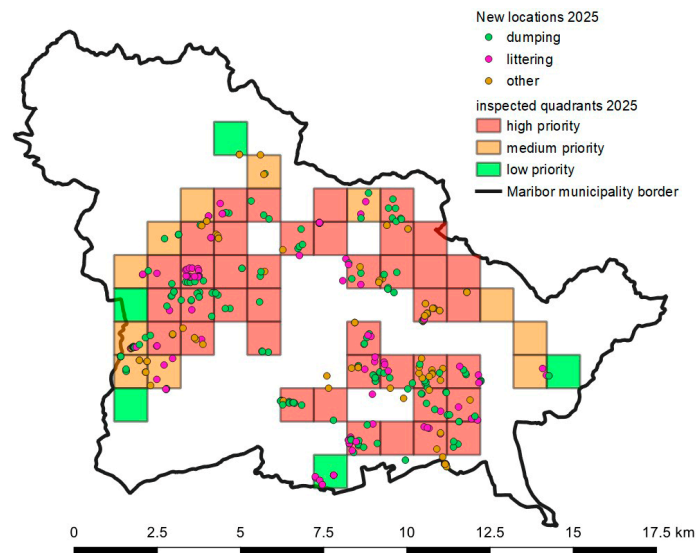 New locations 2025
dumping
littering
other
inspected quadrants 2025
high priority
medium priority
low priority
Maribor municipality border
0 2.5 5 7.5 10 12.5 15 17.5 km